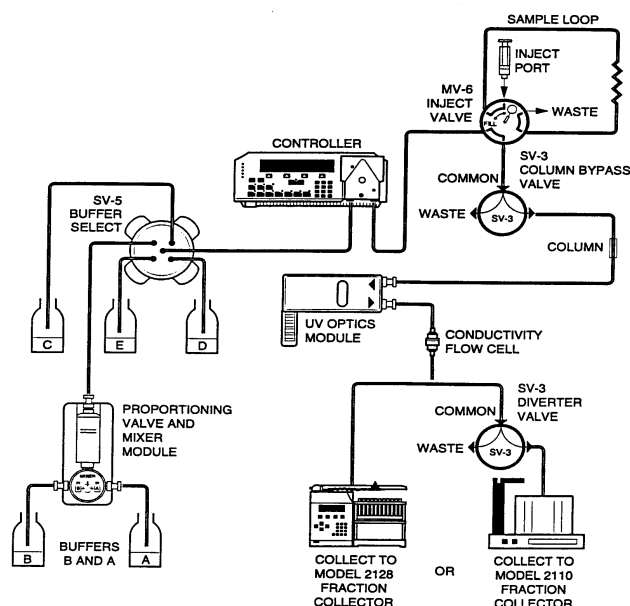 SAMPLE LOOP
INJECT
PORT
MV-6
INJECT
VALVE
FILL
WASTE
CONTROLLER
SV-3
COLUMN BYPASS
VALVE
COMMON
SV-5
BUFFER
SELECT
WASTE
SV-3
COLUMN
UV OPTICS
MODULE
C
E
D
CONDUCTIVITY
FLOW CELL
PROPORTIONING
VALVE AND
MIXER
MODULE
SV-3
DIVERTER
VALVE
COMMON
WASTE
SV-3
MIXER
B
A
BUFFERS
B AND A
B
A
COLLECT TO
MODEL 2128
FRACTION
COLLECTOR
OR
COLLECT TO
MODEL 2110
FRACTION
COLLECTOR